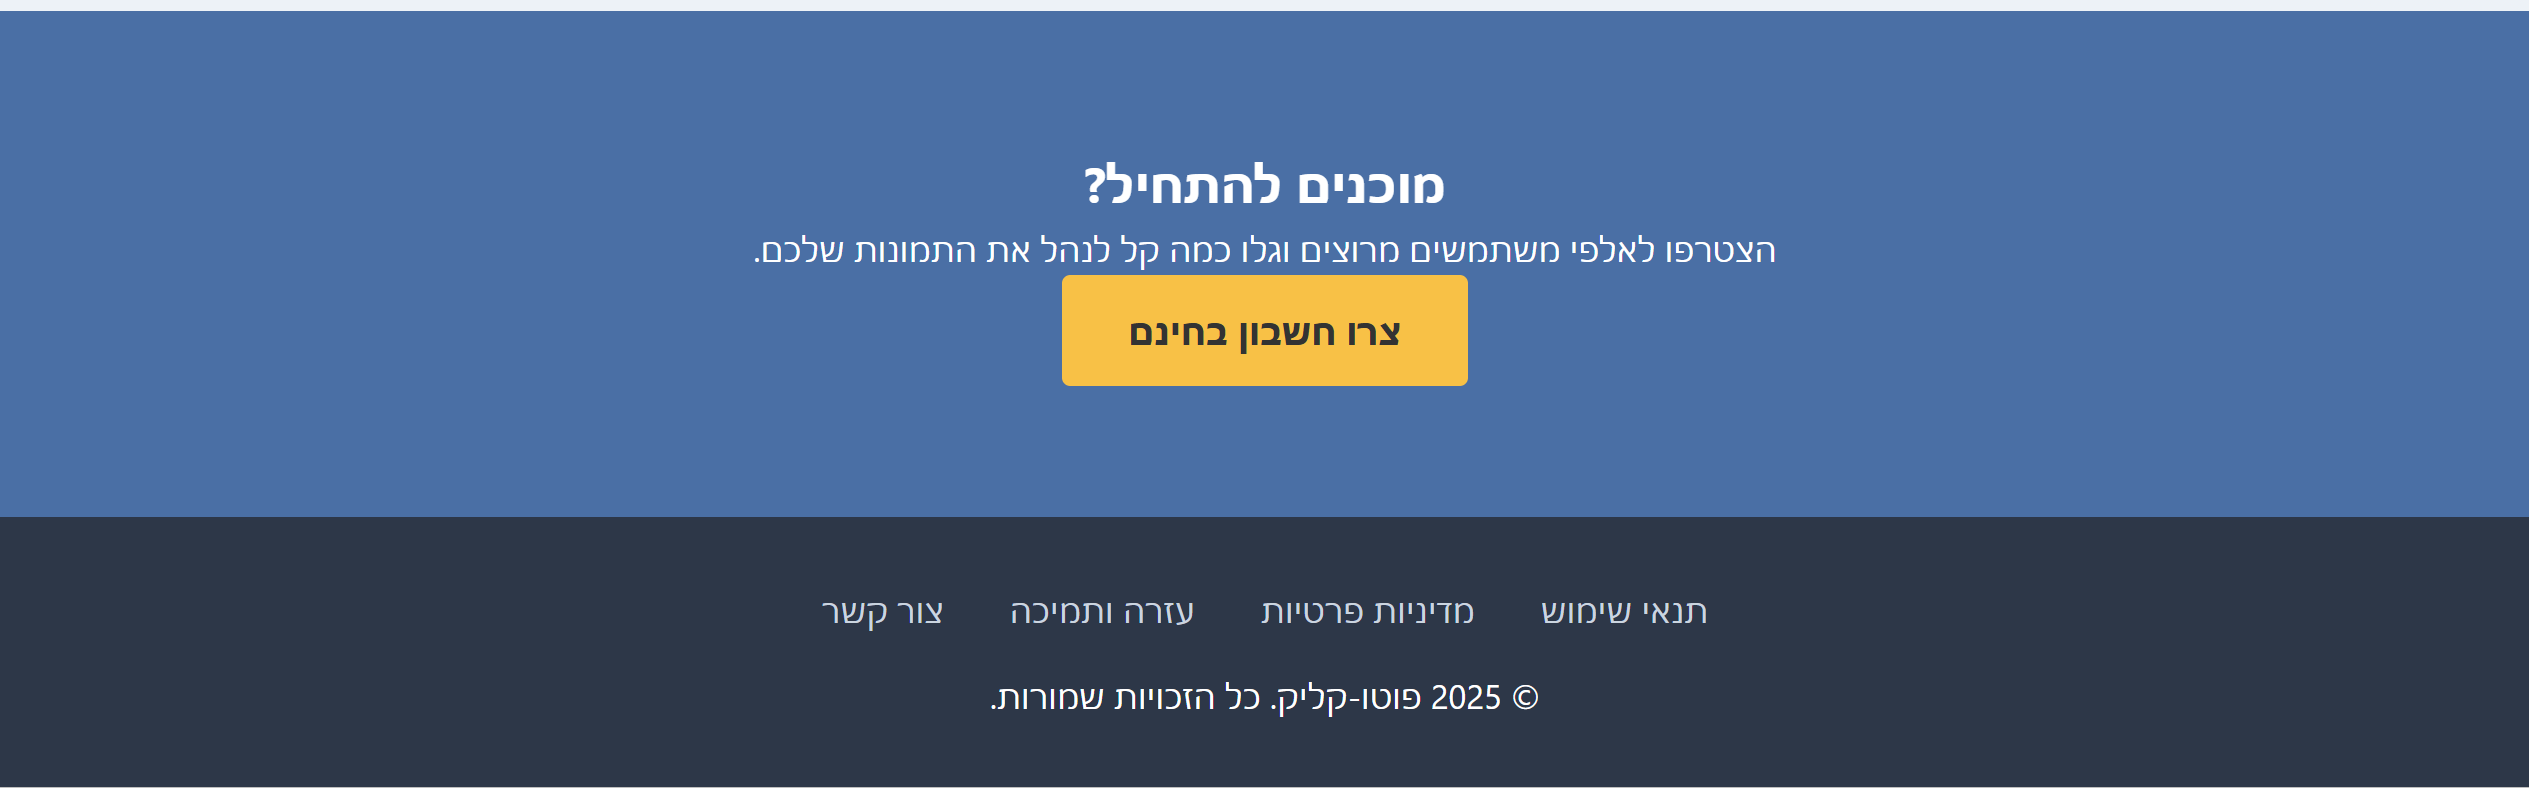 מוכנים להתחיל?
הצטרפו לאלפי משתמשים מרוצים וגלו כמה קל לנהל את התמונות שלכם.
צרו חשבון בחינם
תנאי שימוש מדיניות פרטיות עזרה ותמיכה צור קשר
© 2025 פוטו-קליק. כל הזכויות שמורות.